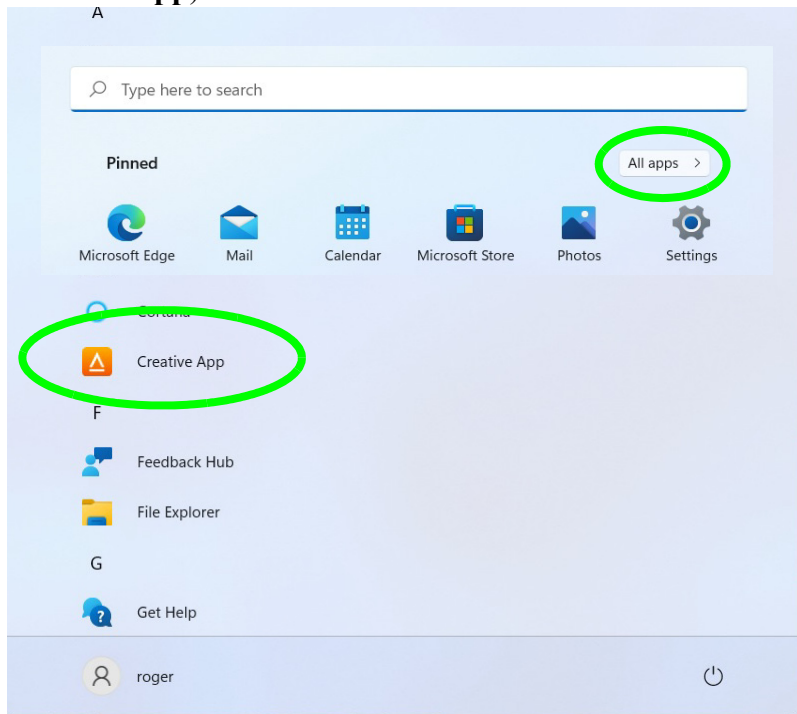 A
Type here to search
Pinned
All apps >
Microsoft Edge Mail Calendar Microsoft Store Photos Settings
Cortana
Creative App
F
Feedback Hub
File Explorer
G
Get Help
roger